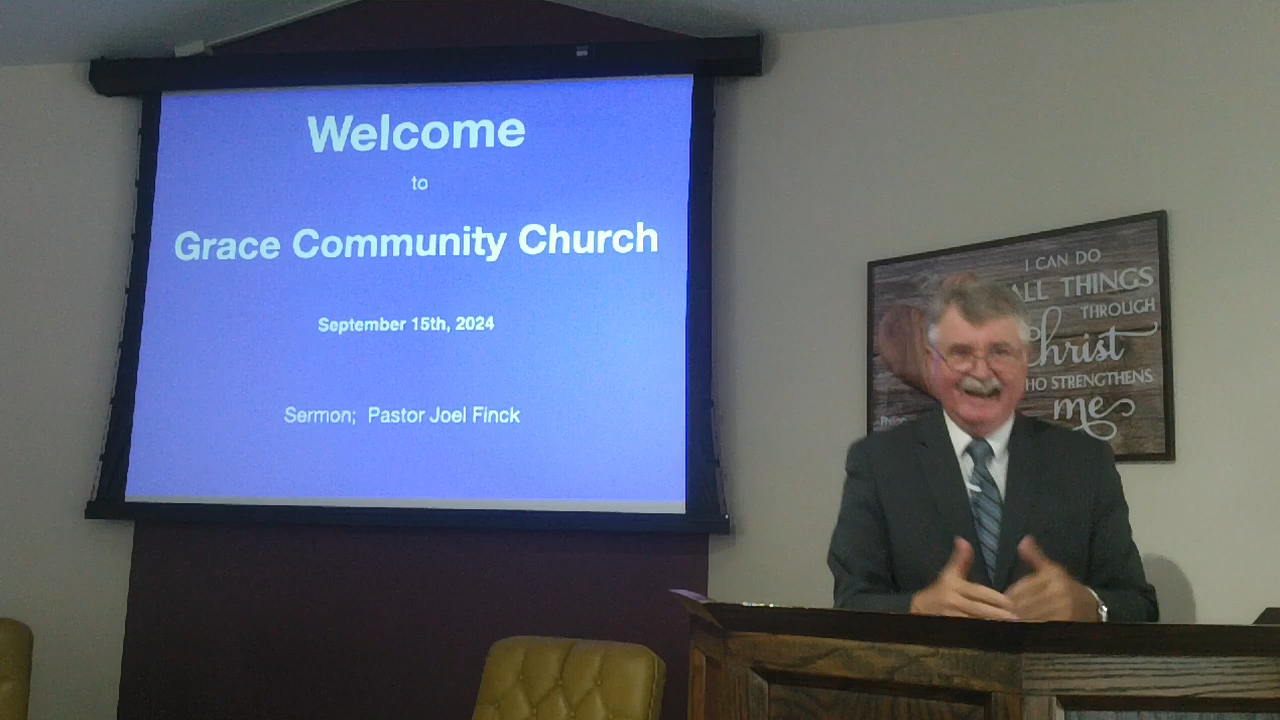 Welcome
to
Grace Community Church
September 15th, 2024
Sermon;  Pastor Joel Finck
I CAN DO
ALL THINGS
THROUGH
Christ
HO STRENGTHENS
me